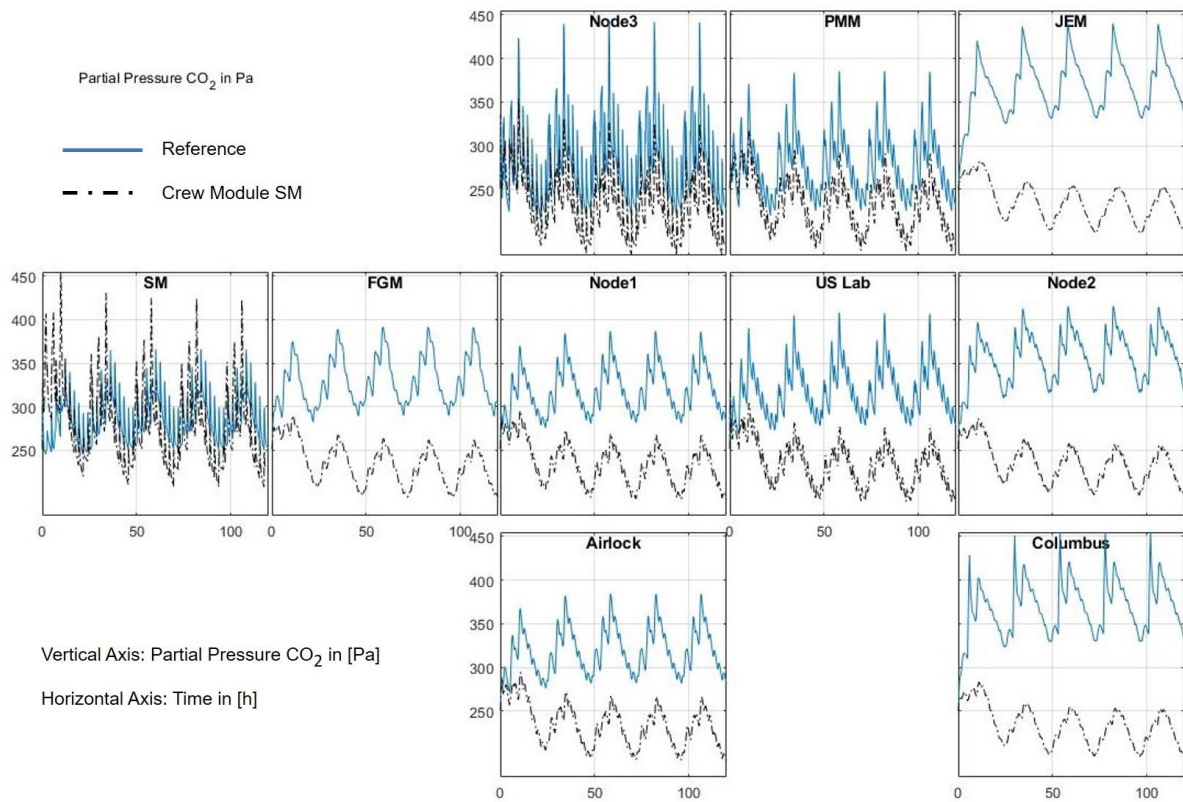 Node3
PMM
JEM
450
400
350
300
250
Partial Pressure CO2 in Pa
Reference
Crew Module SM
SM
FGM
Node1
US Lab
Node2
450
400
350
300
250
0
50
100
0
50
100
0
50
100
0
Airlock
Columbus
450
400
350
300
250
0
50
100
0
50
100
Vertical Axis: Partial Pressure CO2 in [Pa]
Horizontal Axis: Time in [h]